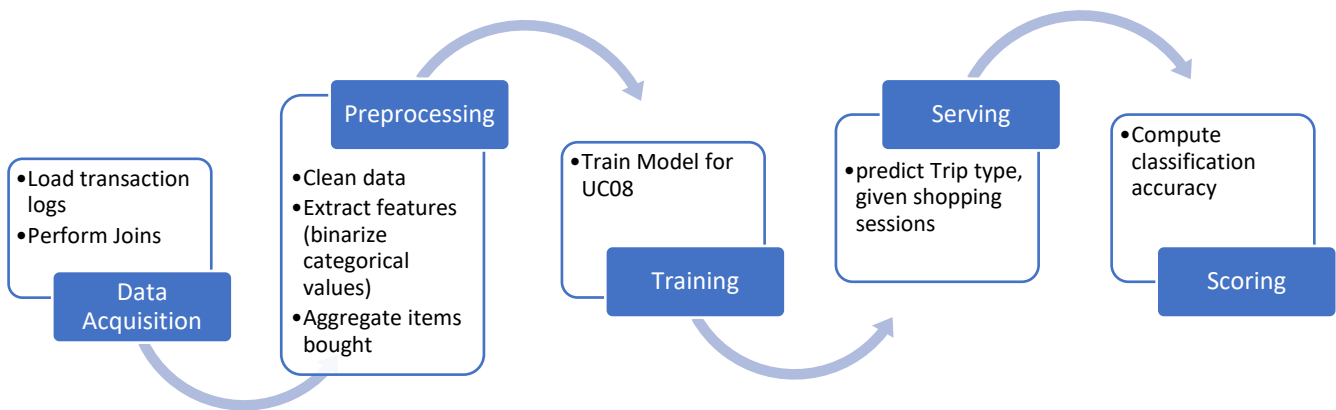 •Load transaction
logs
•Perform Joins
Data
Acquisition
Preprocessing
•Clean data
•Extract features
(binarize
categorical
values)
•Aggregate items
bought
•Train Model for
UC08
Training
Serving
•predict Trip type,
given shopping
sessions
•Compute
classification
accuracy
Scoring